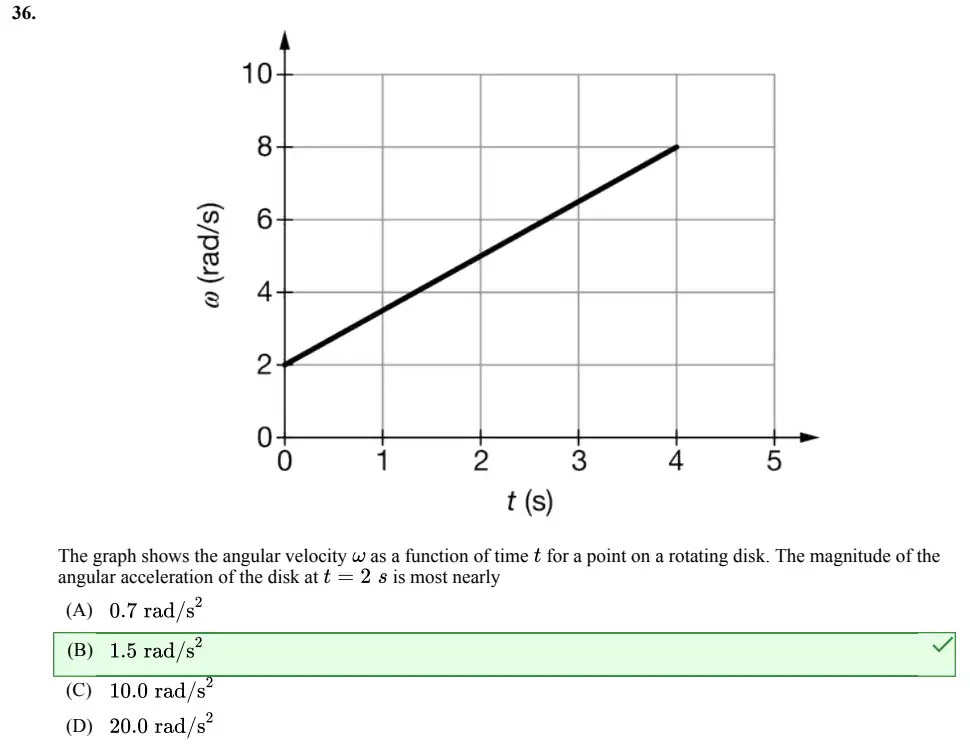 36.
10
8
6
4
2
0
ω (rad/s)
0 1 2 3 4 5
t (s)
The graph shows the angular velocity ω as a function of time t for a point on a rotating disk. The magnitude of the
angular acceleration of the disk at t = 2 s is most nearly
(A) 0.7 rad/s²
(B) 1.5 rad/s²
(C) 10.0 rad/s²
(D) 20.0 rad/s²